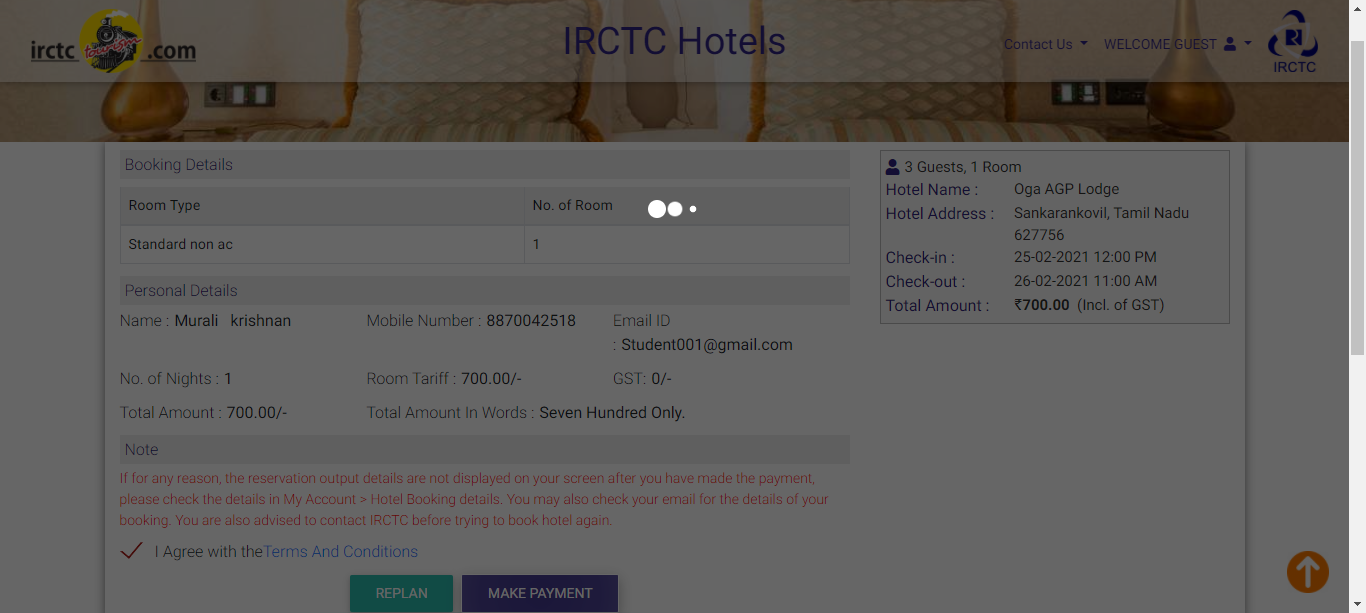 irctc tourism .com
IRCTC Hotels
Contact Us
WELCOME GUEST
IRCTC
Booking Details
Room Type No. of Room
Standard non ac 1
Personal Details
Name : Murali krishnan Mobile Number : 8870042518 Email ID
: Student001@gmail.com
No. of Nights : 1 Room Tariff : 700.00/- GST: 0/-
Total Amount : 700.00/- Total Amount In Words : Seven Hundred Only.
Note
If for any reason, the reservation output details are not displayed on your screen after you have made the payment,
please check the details in My Account > Hotel Booking details. You may also check your email for the details of your
booking. You are also advised to contact IRCTC before trying to book hotel again.
I Agree with theTerms And Conditions
REPLAN MAKE PAYMENT
3 Guests, 1 Room
Hotel Name : Oga AGP Lodge
Hotel Address : Sankarankovil, Tamil Nadu
627756
Check-in : 25-02-2021 12:00 PM
Check-out : 26-02-2021 11:00 AM
Total Amount : ₹700.00 (Incl. of GST)